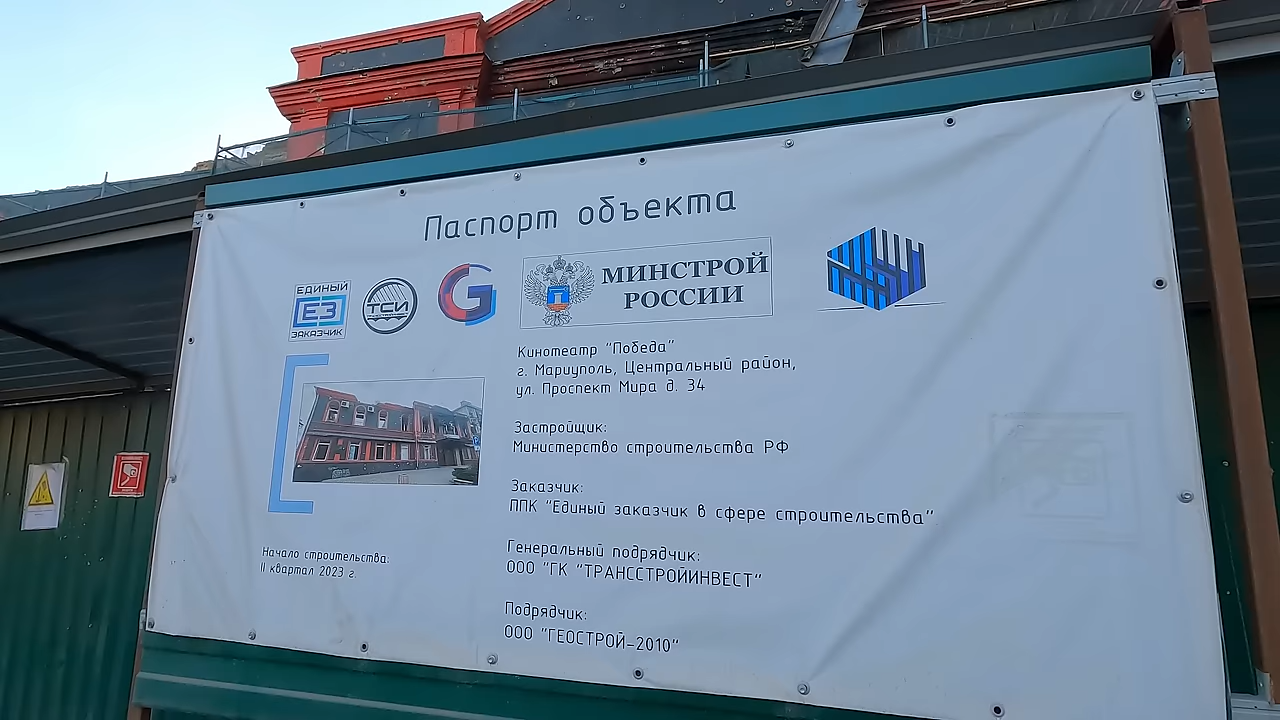 Паспорт объекта
ЕДИНЫЙ
ЕЗ
ЗАКАЗЧИК
ТСИ
G
МИНСТРОЙ
РОССИИ
Кинотеатр "Победа"
г. Мариуполь, Центральный район,
ул. Проспект Мира д. 34
Застройщик:
Министерство строительства РФ
Заказчик:
ППК "Единый заказчик в сфере строительства"
Генеральный подрядчик:
ООО "ГК "ТРАНССТРОЙИНВЕСТ"
Подрядчик:
ООО "ГЕОСТРОЙ-2010"
Начало строительства:
II квартал 2023 г.